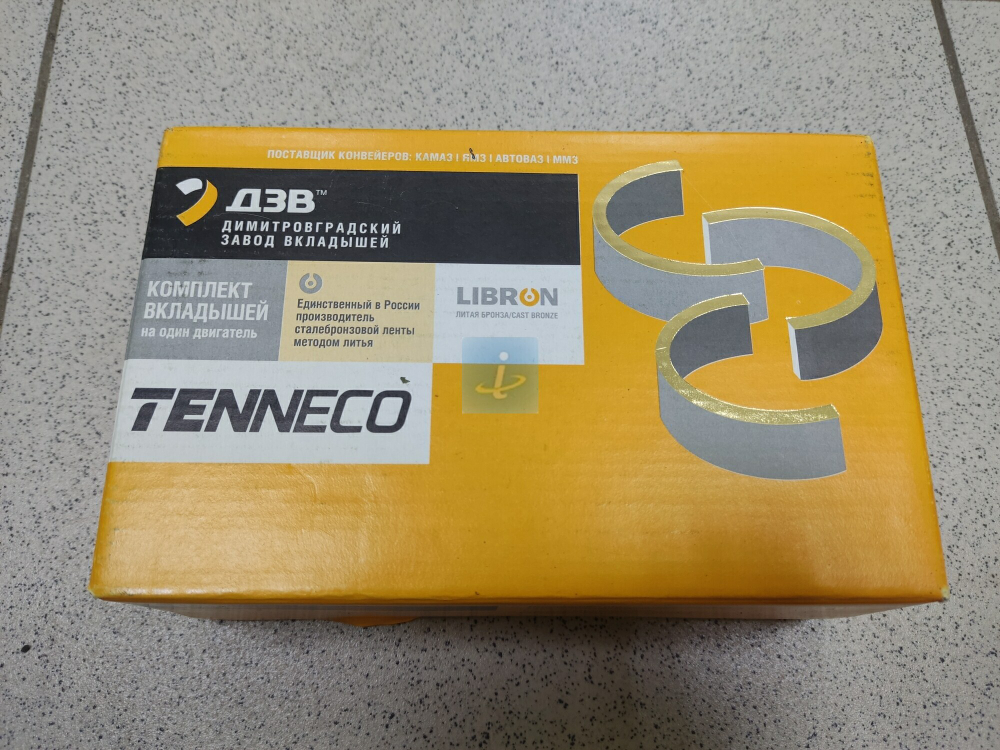 ПОСТАВЩИК КОНВЕЙЕРОВ: КАМАЗ | ЯМЗ | АВТОВАЗ | ММЗ
ДЗВ™
ДИМИТРОВГРАДСКИЙ
ЗАВОД ВКЛАДЫШЕЙ
КОМПЛЕКТ
ВКЛАДЫШЕЙ
на один двигатель
Единственный в России
производитель
сталебронзовой ленты
методом литья
LIBRON
ЛИТАЯ БРОНЗА/CAST BRONZE
TENNECO